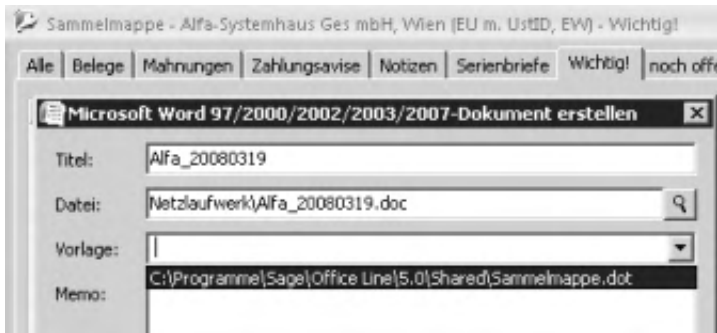 Sammelmappe - Alfa-Systemhaus Ges mbH, Wien (EU m. UstID, EW) - Wichtig!
Alle Belege Mahnungen Zahlungsavise Notizen Serienbriefe Wichtig! noch offe
Microsoft Word 97/2000/2002/2003/2007-Dokument erstellen
Titel: Alfa_20080319
Datei: Netzlaufwerk\Alfa_20080319.doc
Vorlage:
C:\Programme\Sage\Office Line\5.0\Shared\Sammelmappe.dot
Memo: